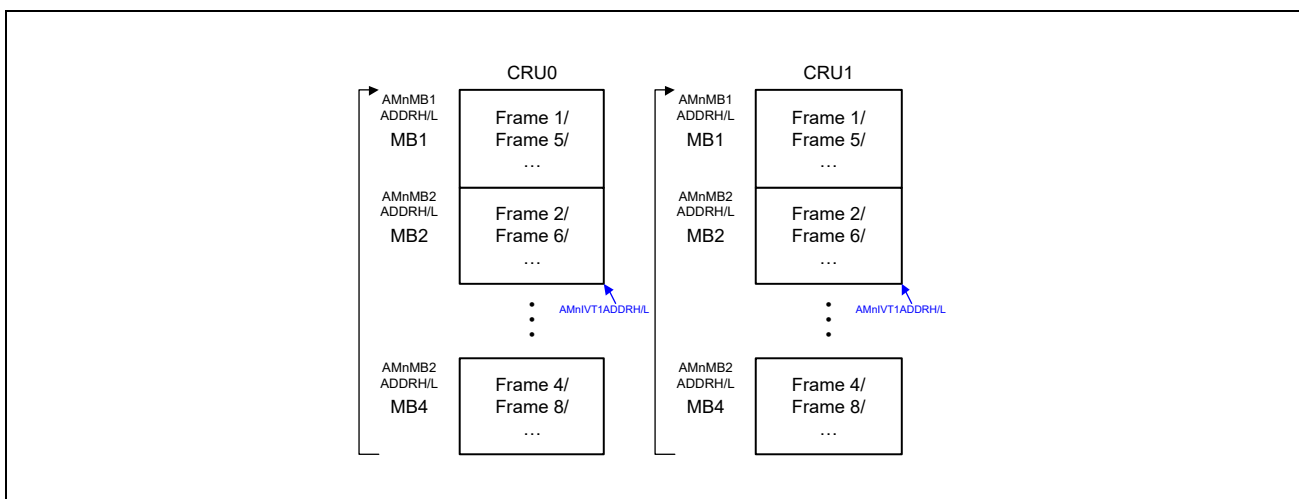 CRU0
AMnMB1
ADDRH/L
MB1
Frame 1/
Frame 5/
…
AMnMB2
ADDRH/L
MB2
Frame 2/
Frame 6/
…
AMnIVT1ADDRH/L
AMnMB2
ADDRH/L
MB4
Frame 4/
Frame 8/
…
CRU1
AMnMB1
ADDRH/L
MB1
Frame 1/
Frame 5/
…
AMnMB2
ADDRH/L
MB2
Frame 2/
Frame 6/
…
AMnIVT1ADDRH/L
AMnMB2
ADDRH/L
MB4
Frame 4/
Frame 8/
…